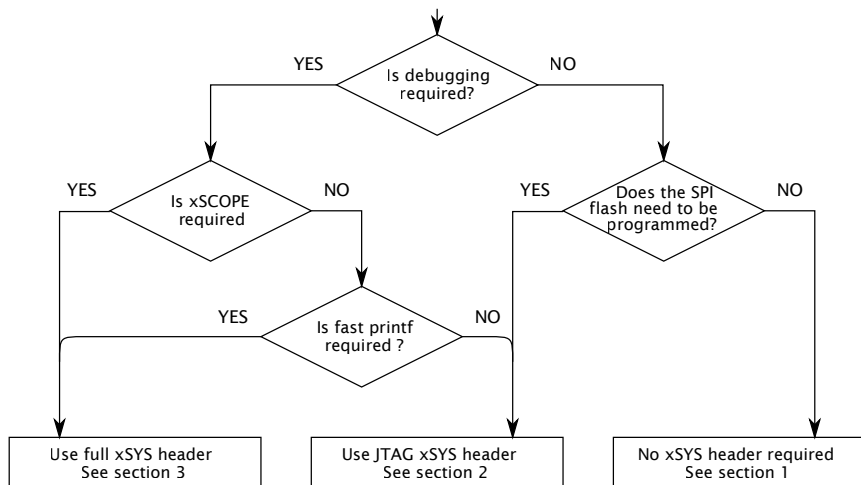 YES
Is debugging
required?
NO
YES
Is xSCOPE
required
NO
YES
Does the SPI
flash need to be
programmed?
NO
YES
Is fast printf
required ?
NO
Use full xSYS header
See section 3
Use JTAG xSYS header
See section 2
No xSYS header required
See section 1